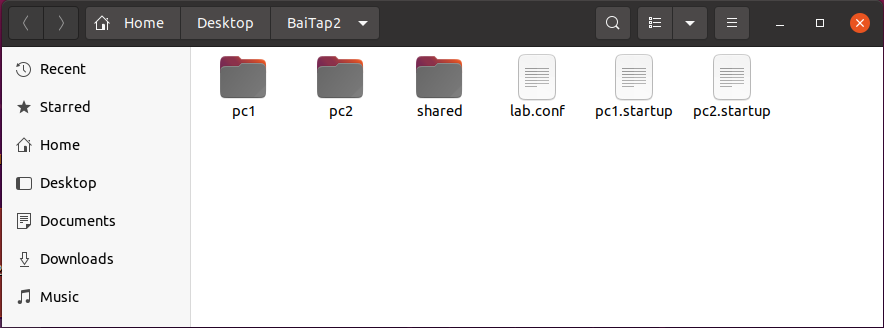 Home Desktop BaiTap2
Recent
Starred
Home
Desktop
Documents
Downloads
Music
pc1 pc2 shared lab.conf pc1.startup pc2.startup